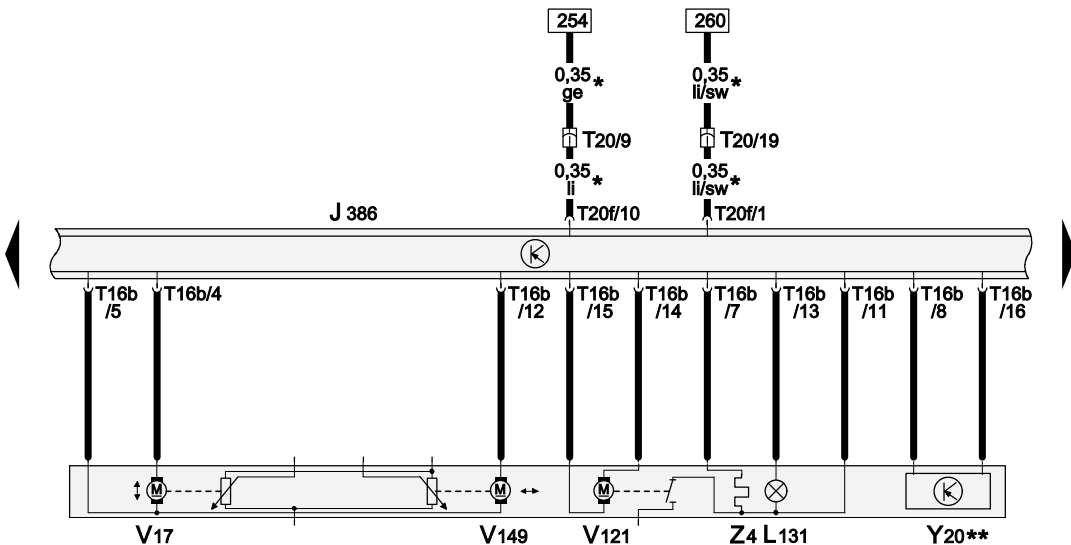 254 260
0,35 * 0,35 *
ge li/sw
T20/9 T20/19
0,35 * 0,35 *
li li/sw
J 386 T20f/10 T20f/1
T16b T16b/4 T16b T16b T16b T16b T16b T16b T16b T16b
/5 /12 /15 /14 /7 /13 /11 /8 /16
M M M
V17 V149 V121 Z4 L131 Y20**